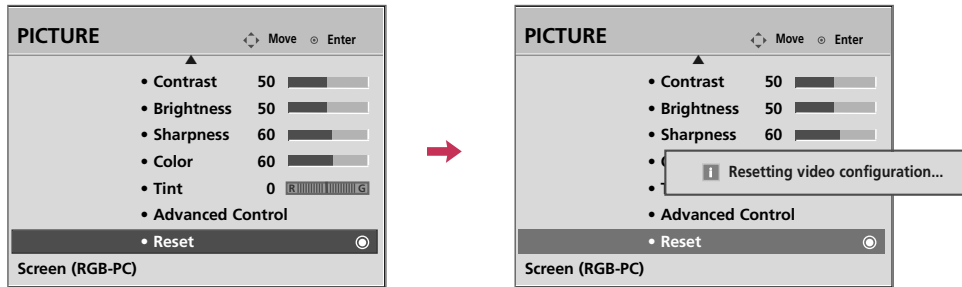 PICTURE
Move Enter
• Contrast 50
• Brightness 50
• Sharpness 60
• Color 60
• Tint 0 R G
• Advanced Control
• Reset
Screen (RGB-PC)
PICTURE
Move Enter
• Contrast 50
• Brightness 50
• Sharpness 60
i Resetting video configuration...
• Advanced Control
• Reset
Screen (RGB-PC)